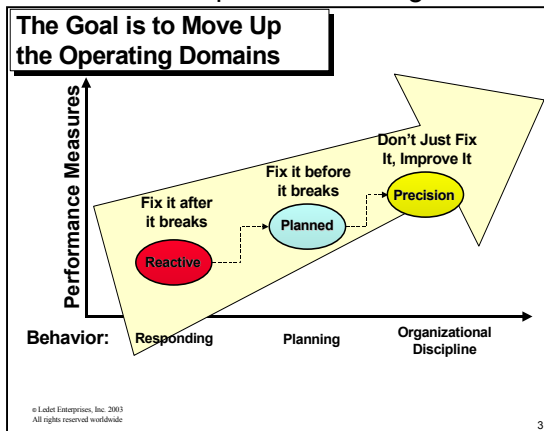 The Goal is to Move Up
the Operating Domains
Performance Measures
Don't Just Fix
It, Improve It
Fix it before
it breaks
Fix it after
it breaks
Precision
Planned
Reactive
Behavior:
Responding
Planning
Organizational
Discipline
© Ledet Enterprises, Inc. 2003
All rights reserved worldwide
3